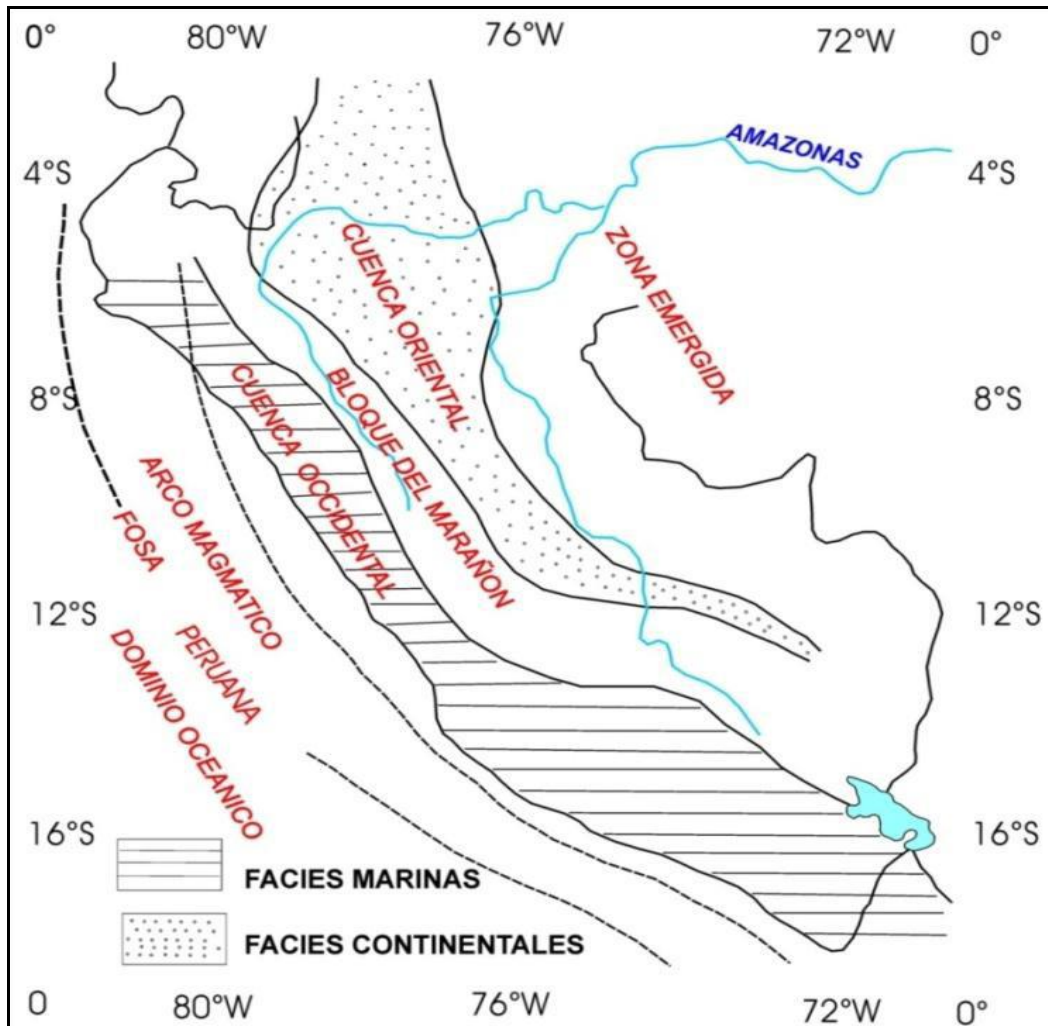 0° 80°W 76°W 72°W 0°
AMAZONAS
4°S 4°S
CUENCA ORIENTAL
ZONA EMERGIDA
8°S 8°S
CUENCA OCCIDENTAL
BLOQUE DEL MARAÑON
ARCO MAGMATICO
FOSA
PERUANA
12°S 12°S
DOMINIO OCEANICO
16°S 16°S
FACIES MARINAS
FACIES CONTINENTALES
0 80°W 76°W 72°W 0°